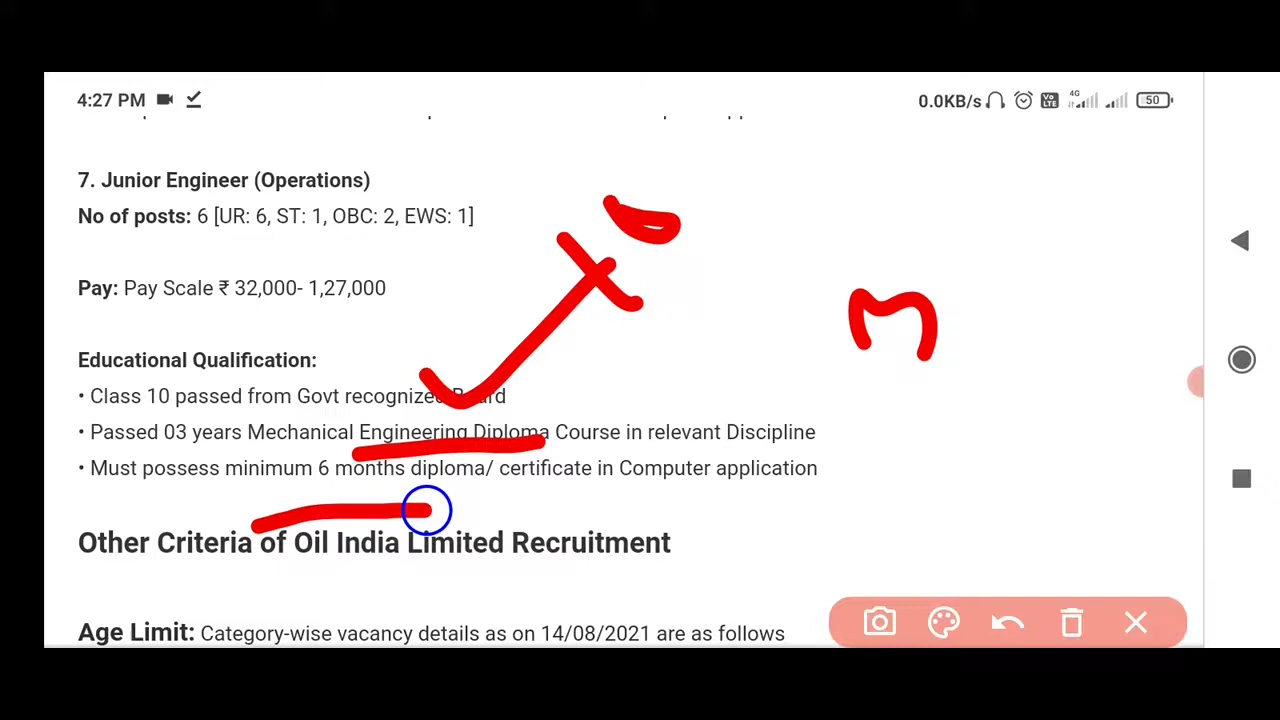 4:27 PM 0.0KB/s 4G Vo LTE 50
7. Junior Engineer (Operations)
No of posts: 6 [UR: 6, ST: 1, OBC: 2, EWS: 1]
Pay: Pay Scale ₹ 32,000- 1,27,000
Educational Qualification:
• Class 10 passed from Govt recognized Board
• Passed 03 years Mechanical Engineering Diploma Course in relevant Discipline
• Must possess minimum 6 months diploma/ certificate in Computer application
Other Criteria of Oil India Limited Recruitment
Age Limit: Category-wise vacancy details as on 14/08/2021 are as follows